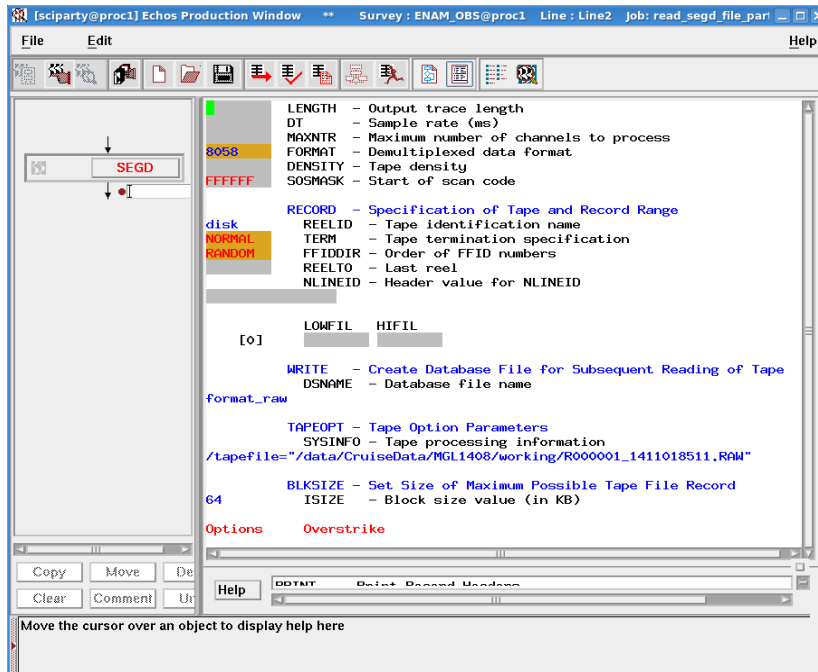 [sciparty@proc1] Echos Production Window ** Survey : ENAM_OBS@proc1 Line : Line2 Job: read_segd_file_part
File Edit Help
SEGD
LENGTH - Output trace length
DT - Sample rate (ms)
MAXNTR - Maximum number of channels to process
8058 FORMAT - Demultiplexed data format
DENSITY - Tape density
FFFFFF SOSMASK - Start of scan code
RECORD - Specification of Tape and Record Range
disk REELID - Tape identification name
NORMAL TERM - Tape termination specification
RANDOM FFIDDIR - Order of FFID numbers
REELTO - Last reel
NLINEID - Header value for NLINEID
LOWFIL HIFIL
[0]
WRITE - Create Database File for Subsequent Reading of Tape
DSNAME - Database file name
format_raw
TAPEOPT - Tape Option Parameters
SYSINFO - Tape processing information
/tapefile="/data/CruiseData/MGL1408/working/R000001_1411018511.RAW"
BLKSIZE - Set Size of Maximum Possible Tape File Record
64 ISIZE - Block size value (in KB)
Options Overstrike
Copy Move De
Clear Comment
Help PRINT Print Record Headers
Move the cursor over an object to display help here